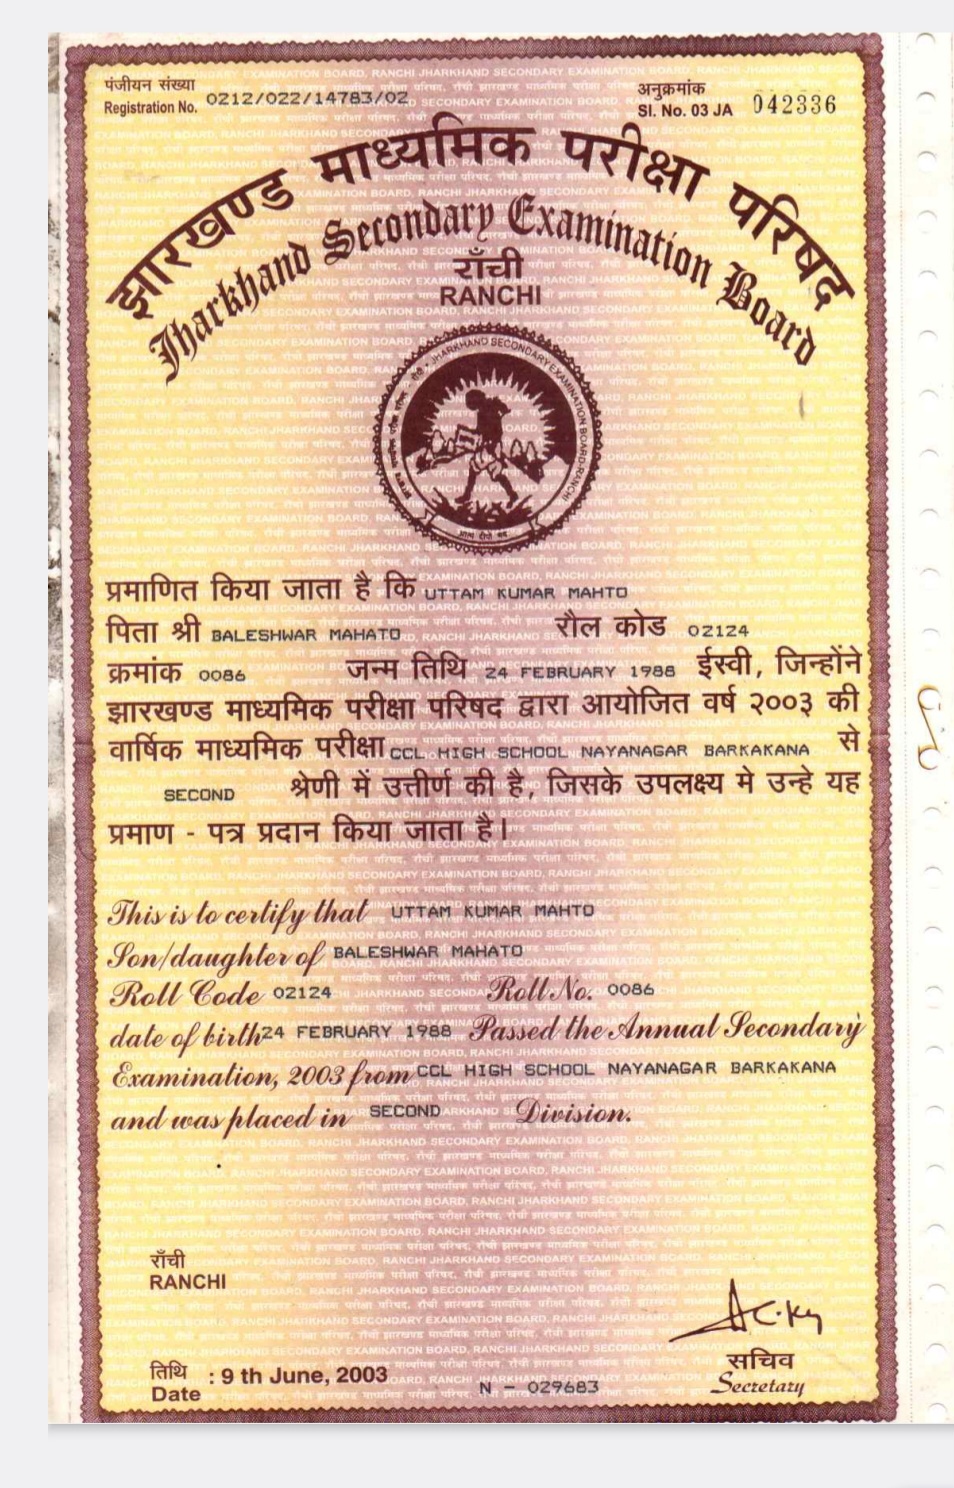 पंजीयन संख्या
Registration No. 0212/022/14783/02
अनुक्रमांक
Sl. No. 03 JA 042336
झारखण्ड माध्यमिक परीक्षा परिषद
Jharkhand Secondary Examination Board
राँची
RANCHI
JHARKHAND SECONDARY EXAMINATION BOARD, RANCHI
प्रमाणित किया जाता है कि UTTAM KUMAR MAHTO
पिता श्री BALESHWAR MAHATO रौल कोड 02124
क्रमांक 0086 जन्म तिथि 24 FEBRUARY 1988 ईस्वी, जिन्होंने
झारखण्ड माध्यमिक परीक्षा परिषद द्वारा आयोजित वर्ष २००३ की
वार्षिक माध्यमिक परीक्षा CCL HIGH SCHOOL NAYANAGAR BARKAKANA से
SECOND श्रेणी में उत्तीर्ण की है, जिसके उपलक्ष्य मे उन्हे यह
प्रमाण - पत्र प्रदान किया जाता है।
This is to certify that UTTAM KUMAR MAHTO
Son/daughter of BALESHWAR MAHATO
Roll Code 02124 Roll No. 0086
date of birth 24 FEBRUARY 1988 Passed the Annual Secondary
Examination, 2003 from CCL HIGH SCHOOL NAYANAGAR BARKAKANA
and was placed in SECOND Division.
राँची
RANCHI
सचिव
Secretary
तिथि
Date : 9 th June, 2003
N - 029683